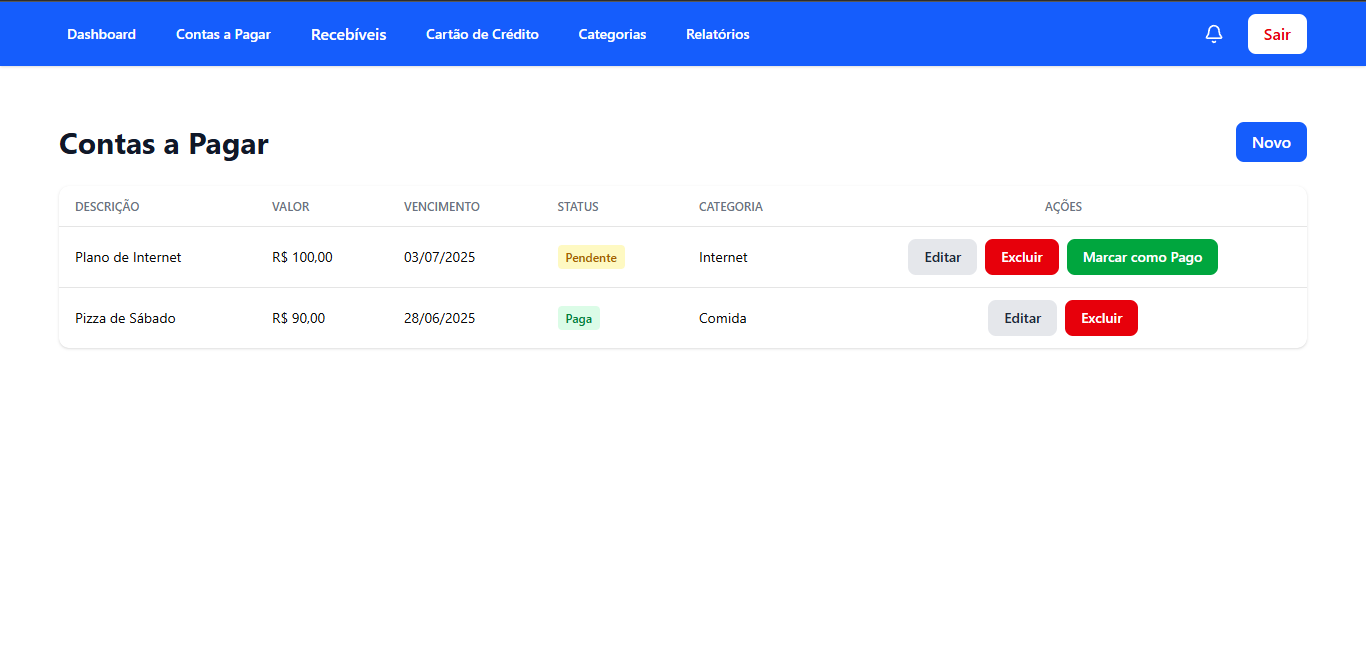 Dashboard Contas a Pagar Recebíveis Cartão de Crédito Categorias Relatórios Sair
Contas a Pagar Novo
DESCRIÇÃO VALOR VENCIMENTO STATUS CATEGORIA AÇÕES
Plano de Internet R$ 100,00 03/07/2025 Pendente Internet Editar Excluir Marcar como Pago
Pizza de Sábado R$ 90,00 28/06/2025 Paga Comida Editar Excluir